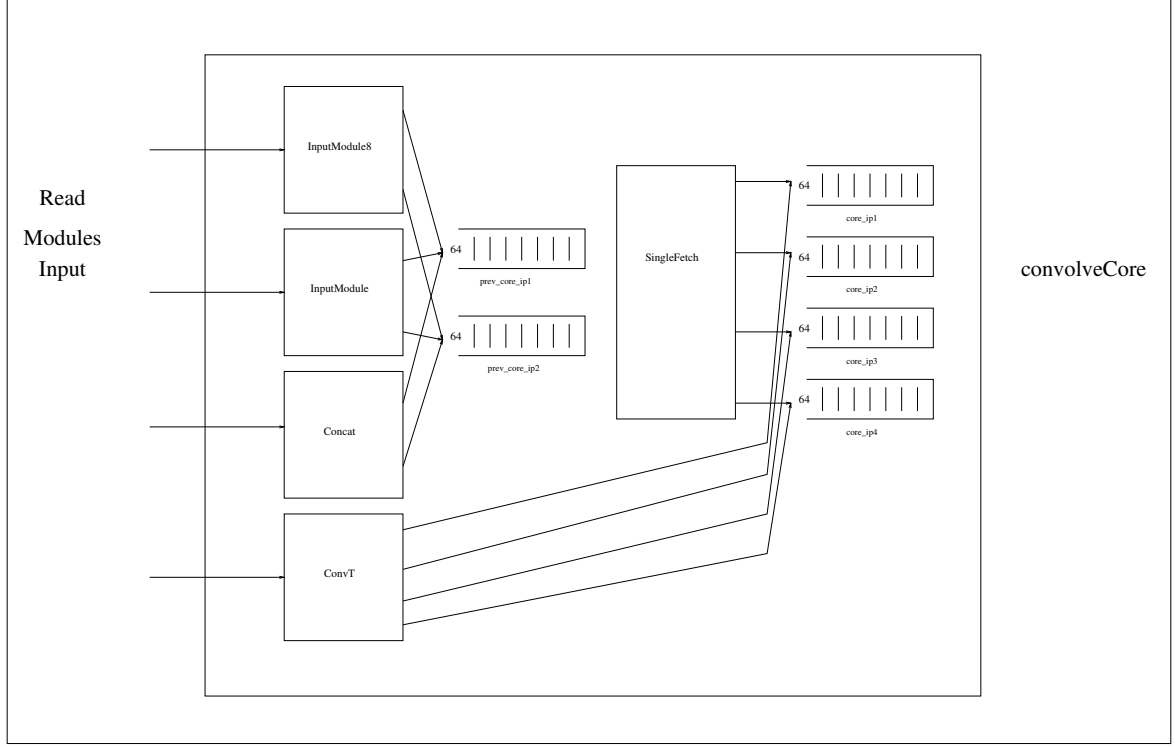 Read
Modules
Input
InputModule8
InputModule
Concat
ConvT
64
prev_core_ip1
64
prev_core_ip2
SingleFetch
64
core_ip1
64
core_ip2
64
core_ip3
64
core_ip4
convolveCore